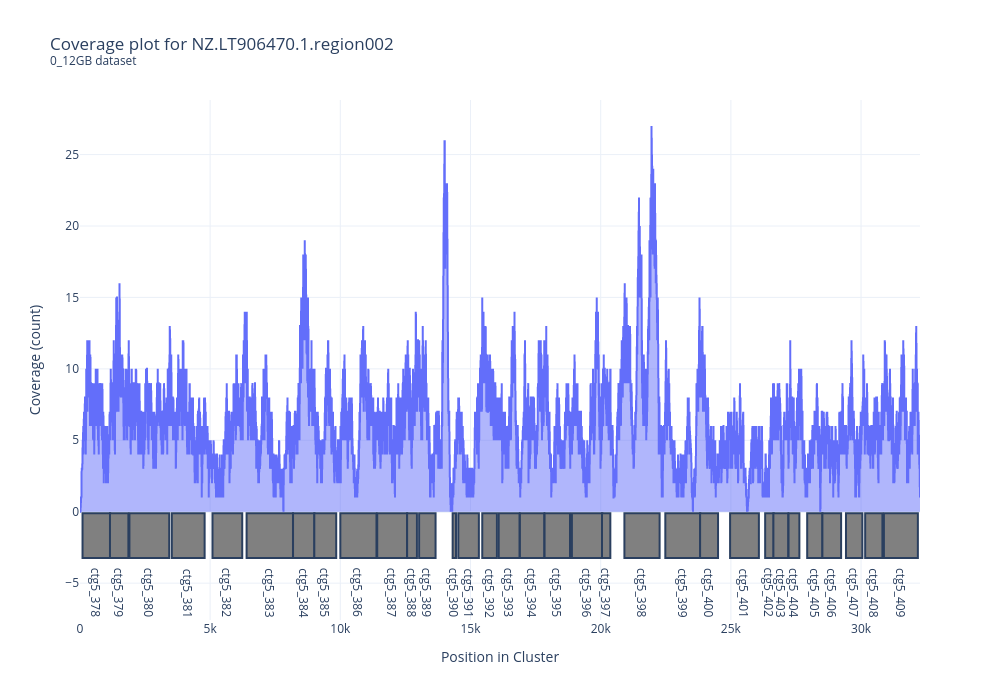 Coverage plot for NZ.LT906470.1.region002
0_12GB dataset
Coverage (count)
25
20
15
10
5
0
−5
ctg5_378
ctg5_379
ctg5_380
ctg5_381
ctg5_382
ctg5_383
ctg5_384
ctg5_385
ctg5_386
ctg5_387
ctg5_388
ctg5_389
ctg5_390
ctg5_391
ctg5_392
ctg5_393
ctg5_394
ctg5_395
ctg5_396
ctg5_397
ctg5_398
ctg5_399
ctg5_400
ctg5_401
ctg5_402
ctg5_403
ctg5_404
ctg5_405
ctg5_406
ctg5_407
ctg5_408
ctg5_409
0 5k 10k 15k 20k 25k 30k
Position in Cluster